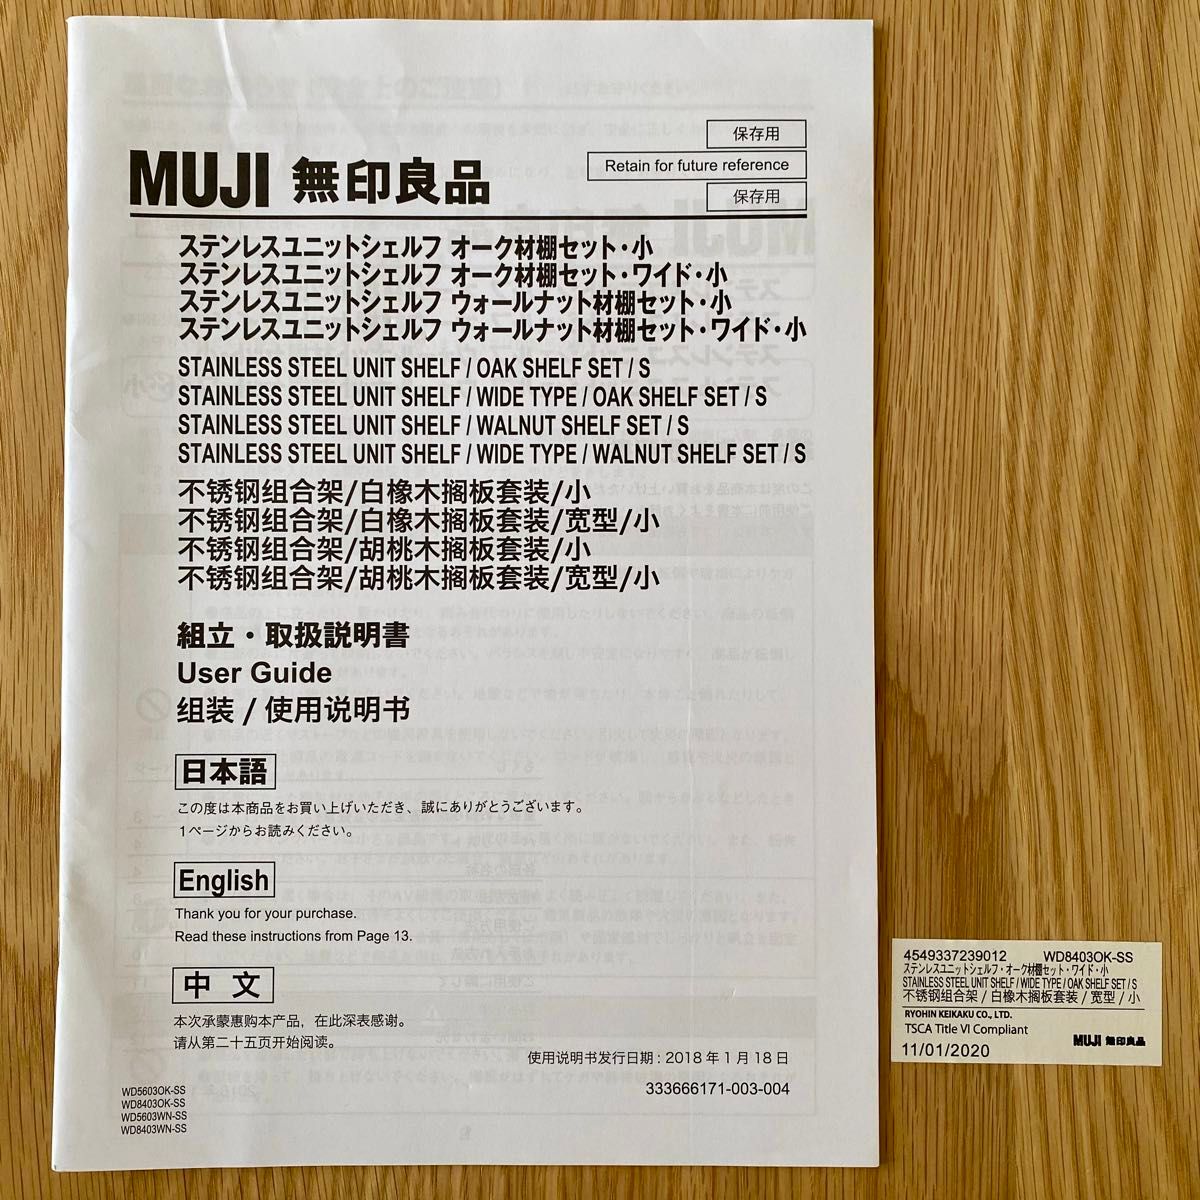 保存用
Retain for future reference
保存用
MUJI 無印良品
ステンレスユニットシェルフ オーク材棚セット・小
ステンレスユニットシェルフ オーク材棚セット・ワイド・小
ステンレスユニットシェルフ ウォールナット材棚セット・小
ステンレスユニットシェルフ ウォールナット材棚セット・ワイド・小
STAINLESS STEEL UNIT SHELF / OAK SHELF SET / S
STAINLESS STEEL UNIT SHELF / WIDE TYPE / OAK SHELF SET / S
STAINLESS STEEL UNIT SHELF / WALNUT SHELF SET / S
STAINLESS STEEL UNIT SHELF / WIDE TYPE / WALNUT SHELF SET / S
不锈钢组合架/白橡木搁板套装/小
不锈钢组合架/白橡木搁板套装/宽型/小
不锈钢组合架/胡桃木搁板套装/小
不锈钢组合架/胡桃木搁板套装/宽型/小
組立・取扱説明書
User Guide
组装 / 使用说明书
日本語
この度は本商品をお買い上げいただき、誠にありがとうございます。
1ページからお読みください。
English
Thank you for your purchase.
Read these instructions from Page 13.
中 文
本次承蒙惠购本产品，在此深表感谢。
请从第二十五页开始阅读。
使用说明书发行日期 : 2018 年 1 月 18日
333666171-003-004
WD5603OK-SS
WD8403OK-SS
WD5603WN-SS
WD8403WN-SS
4549337239012 WD8403OK-SS
ステンレスユニットシェルフ・オーク材棚セット・ワイド・小
STAINLESS STEEL UNIT SHELF / WIDE TYPE / OAK SHELF SET / S
不锈钢组合架 / 白橡木搁板套装 / 宽型 / 小
RYOHIN KEIKAKU CO., LTD.
TSCA Title VI Compliant
MUJI 無印良品
11/01/2020